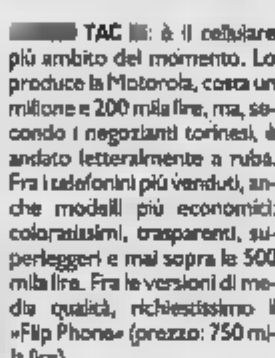 TAC : è il cellulare
più ambito del momento. Lo
produce la Motorola, costa un
milione e 200 mila lire, ma, se-
condo i negozianti torinesi, è
andato letteralmente a ruba.
Fra i telefonini più venduti, an-
che modelli più economici:
coloratissimi, trasparenti, su-
perleggeri e mai sopra le 500
mila lire. Fra le versioni di me-
dia qualità, richiestissimo il
«Flip Phone» (prezzo: 750 mi-
la lire).